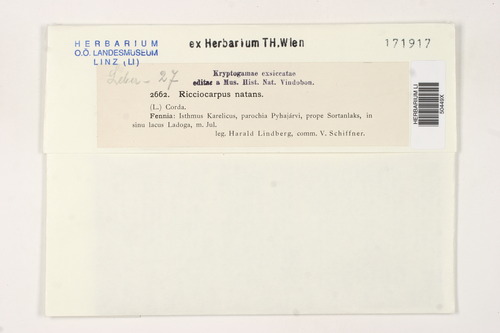 HERBARIUM
O.Ö. LANDESMUSEUM
LINZ (LI)
ex Herbarium TH.Wien
171917
Leber - 27
Kryptogamae exsiccatae
editae a Mus. Hist. Nat. Vindobon.
2662. Ricciocarpus natans.
(L.) Corda.
Fennia: Isthmus Karelicus, parochia Pyhäjärvi, prope Sortanlaks, in
sinu lacus Ladoga, m. Jul.
leg. Harald Lindberg, comm. V. Schiffner.
HERBARIUM LI